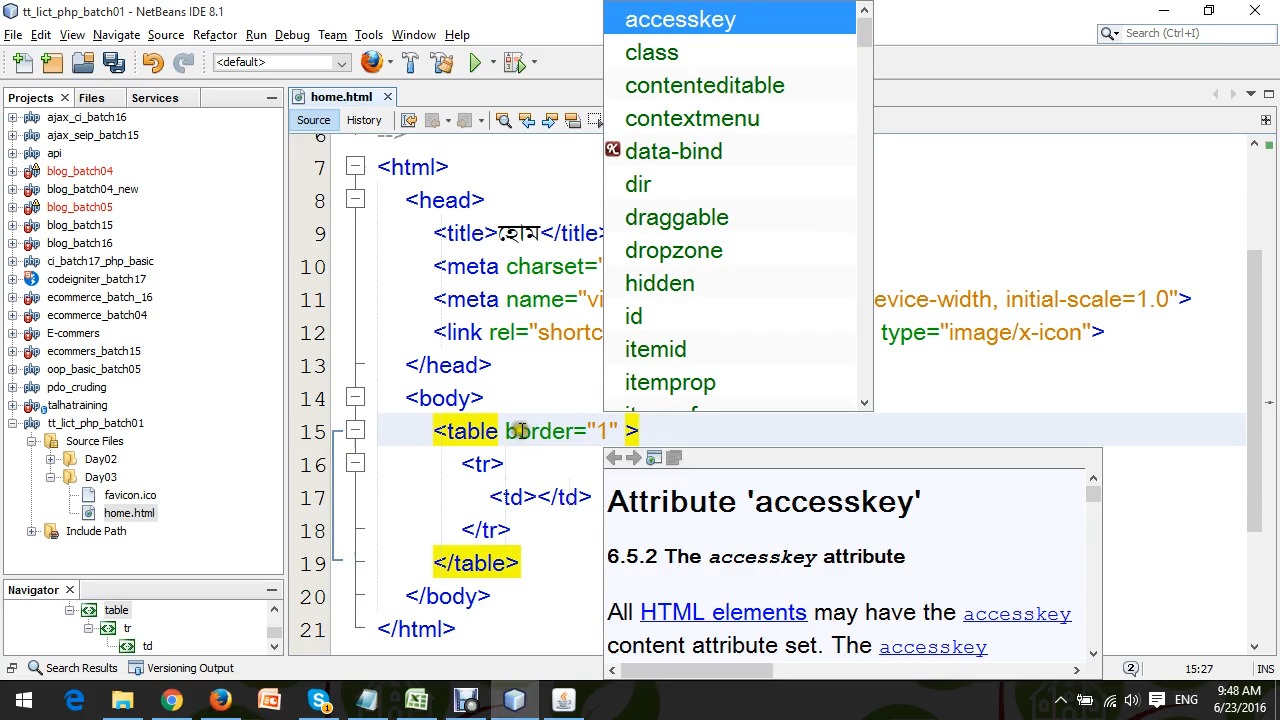 tt_lict_php_batch01 - NetBeans IDE 8.1
File Edit View Navigate Source Refactor Run Debug Team Tools Window Help
Search (Ctrl+I)
<default>
Projects Files Services
home.html
Source History
ajax_ci_batch16
ajax_seip_batch15
api
blog_batch04
blog_batch04_new
blog_batch05
blog_batch15
blog_batch16
ci_batch17_php_basic
codeigniter_batch17
ecommerce_batch_16
ecommerce_batch04
E-commers
ecommers_batch15
oop_basic_batch05
pdo_cruding
talhatraining
tt_lict_php_batch01
Source Files
Day02
Day03
favicon.ico
home.html
Include Path
Navigator
table
tr
td
6 -->
7 <html>
8 <head>
9 <title>হোম</title>
10 <meta charset="
11 <meta name="vi evice-width, initial-scale=1.0">
12 <link rel="shortc type="image/x-icon">
13 </head>
14 <body>
15 <table border="1" >
16 <tr>
17 <td></td>
18 </tr>
19 </table>
20 </body>
21 </html>
accesskey
class
contenteditable
contextmenu
data-bind
dir
draggable
dropzone
hidden
id
itemid
itemprop
Attribute 'accesskey'
6.5.2 The accesskey attribute
All HTML elements may have the accesskey
content attribute set. The accesskey
Search Results Versioning Output
2 15:27 INS
ENG
9:48 AM
6/23/2016